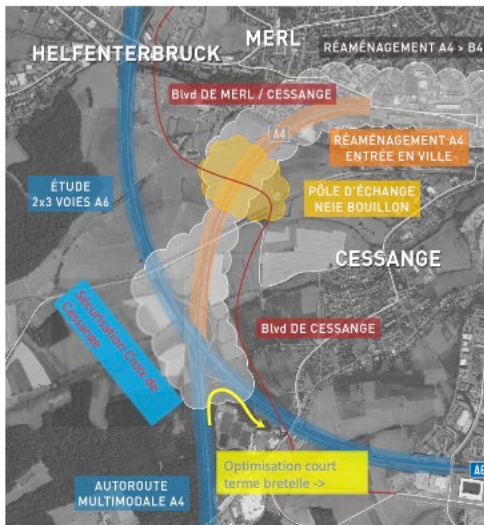 MERL
HELFENTERBRUCK
RÉAMÉNAGEMENT A4 > B4
Blvd DE MERL / CESSANGE
A4
RÉAMÉNAGEMENT A4
ENTRÉE EN VILLE
ÉTUDE
2x3 VOIES A6
PÔLE D'ÉCHANGE
NEIE BOUILLON
CESSANGE
Sécurisation Croix de
Cessange
Blvd DE CESSANGE
Optimisation court
terme bretelle ->
A6
AUTOROUTE
MULTIMODALE A4